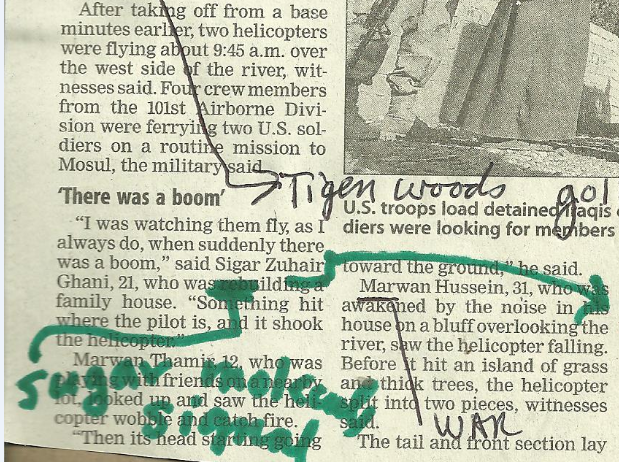 After taking off from a base
minutes earlier, two helicopters
were flying about 9:45 a.m. over
the west side of the river, wit-
nesses said. Four crew members
from the 101st Airborne Divi-
sion were ferrying two U.S. sol-
diers on a routine mission to
Mosul, the military said.
'There was a boom'
"I was watching them fly, as I
always do, when suddenly there
was a boom," said Sigar Zuhair
Ghani, 21, who was rebuilding a
family house. "Something hit
where the pilot is, and it shook
the helicopter."
Marwan Thamir, 12, who was
playing with friends on a nearby
lot, looked up and saw the heli-
copter wobble and catch fire.
"Then its head starting going
Tigen woods gol
U.S. troops load detained Iraqis
diers were looking for members
toward the ground," he said.
Marwan Hussein, 31, who was
awakened by the noise in his
house on a bluff overlooking the
river, saw the helicopter falling.
Before it hit an island of grass
and thick trees, the helicopter
split into two pieces, witnesses
said.
WAR
The tail and front section lay